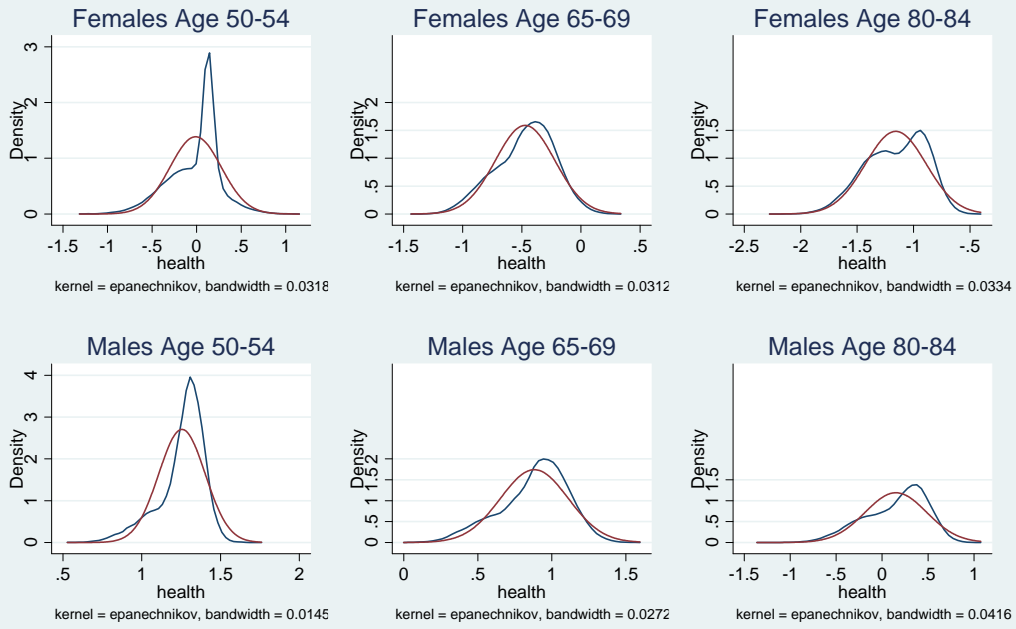 Females Age 50-54
Density
3
2
1
0
-1.5 -1 -.5 0 .5 1
health
kernel = epanechnikov, bandwidth = 0.0318
Females Age 65-69
Density
2
1.5
1
.5
0
-1.5 -1 -.5 0 .5
health
kernel = epanechnikov, bandwidth = 0.0312
Females Age 80-84
Density
1.5
1
.5
0
-2.5 -2 -1.5 -1 -.5
health
kernel = epanechnikov, bandwidth = 0.0334
Males Age 50-54
Density
4
3
2
1
0
.5 1 1.5 2
health
kernel = epanechnikov, bandwidth = 0.0145
Males Age 65-69
Density
2
1.5
1
.5
0
0 .5 1 1.5
health
kernel = epanechnikov, bandwidth = 0.0272
Males Age 80-84
Density
1.5
1
.5
0
-1.5 -1 -.5 0 .5 1
health
kernel = epanechnikov, bandwidth = 0.0416